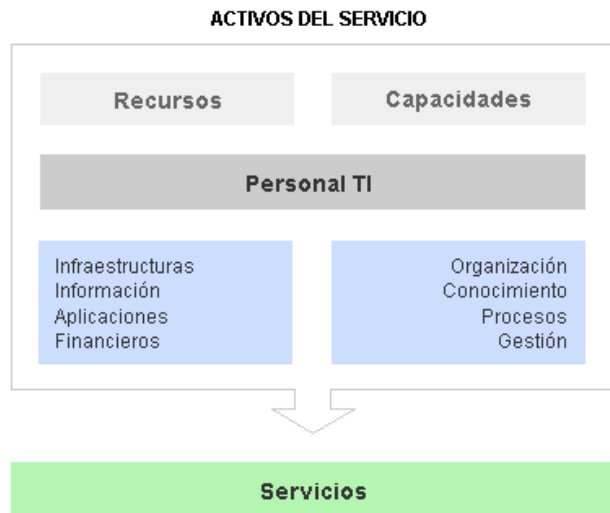 ACTIVOS DEL SERVICIO
Recursos
Capacidades
Personal TI
Infraestructuras
Información
Aplicaciones
Financieros
Organización
Conocimiento
Procesos
Gestión
Servicios